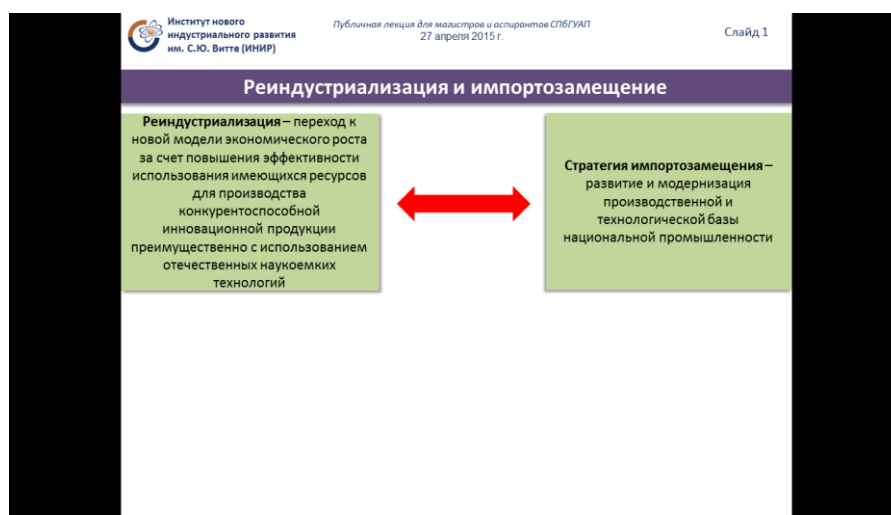 Институт нового
индустриального развития
им. С.Ю. Витте (ИНИР)
Публичная лекция для магистров и аспирантов СПбГУАП
27 апреля 2015 г.
Слайд 1
Реиндустриализация и импортозамещение
Реиндустриализация – переход к
новой модели экономического роста
за счет повышения эффективности
использования имеющихся ресурсов
для производства
конкурентоспособной
инновационной продукции
преимущественно с использованием
отечественных наукоемких
технологий
Стратегия импортозамещения –
развитие и модернизация
производственной и
технологической базы
национальной промышленности